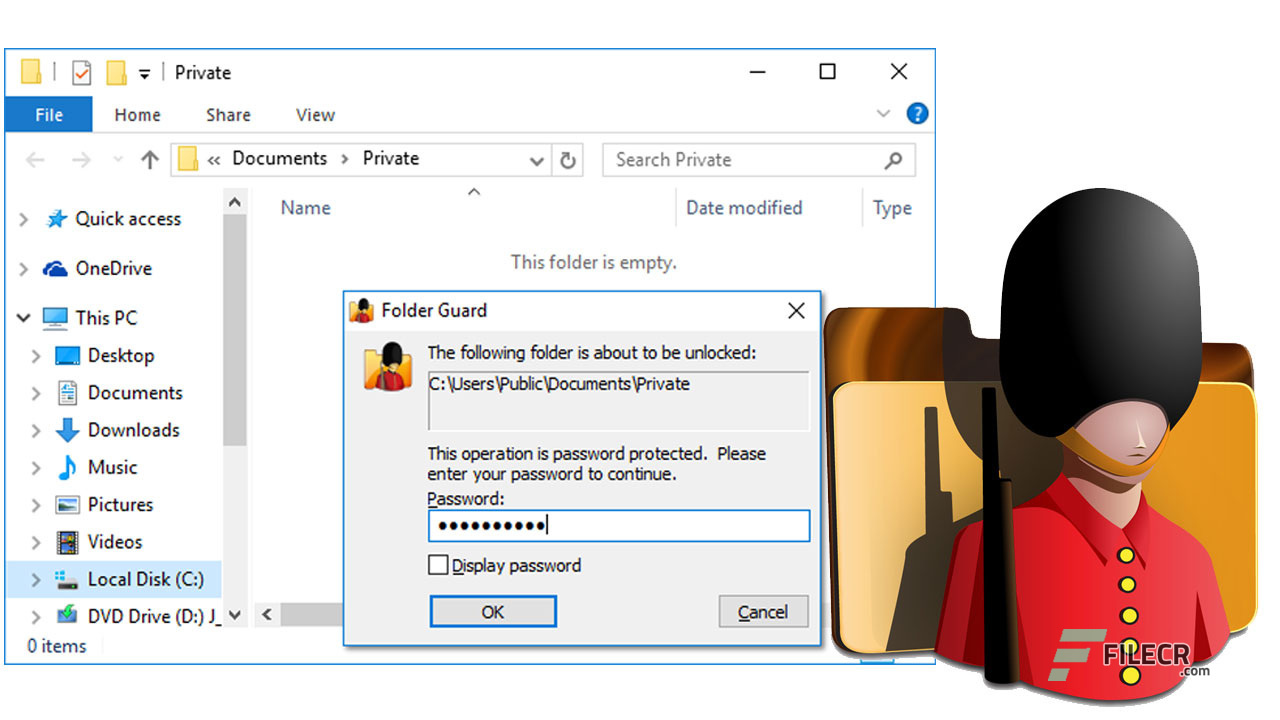 Private
File Home Share View
?
« Documents > Private
Search Private
Name Date modified Type
Quick access
This folder is empty.
OneDrive
This PC
Desktop
Documents
Downloads
Music
Pictures
Videos
Local Disk (C:)
DVD Drive (D:) J_
0 items
Folder Guard
The following folder is about to be unlocked:
C:\Users\Public\Documents\Private
This operation is password protected. Please
enter your password to continue.
Password:
••••••••••
Display password
OK Cancel
FILECR
.com